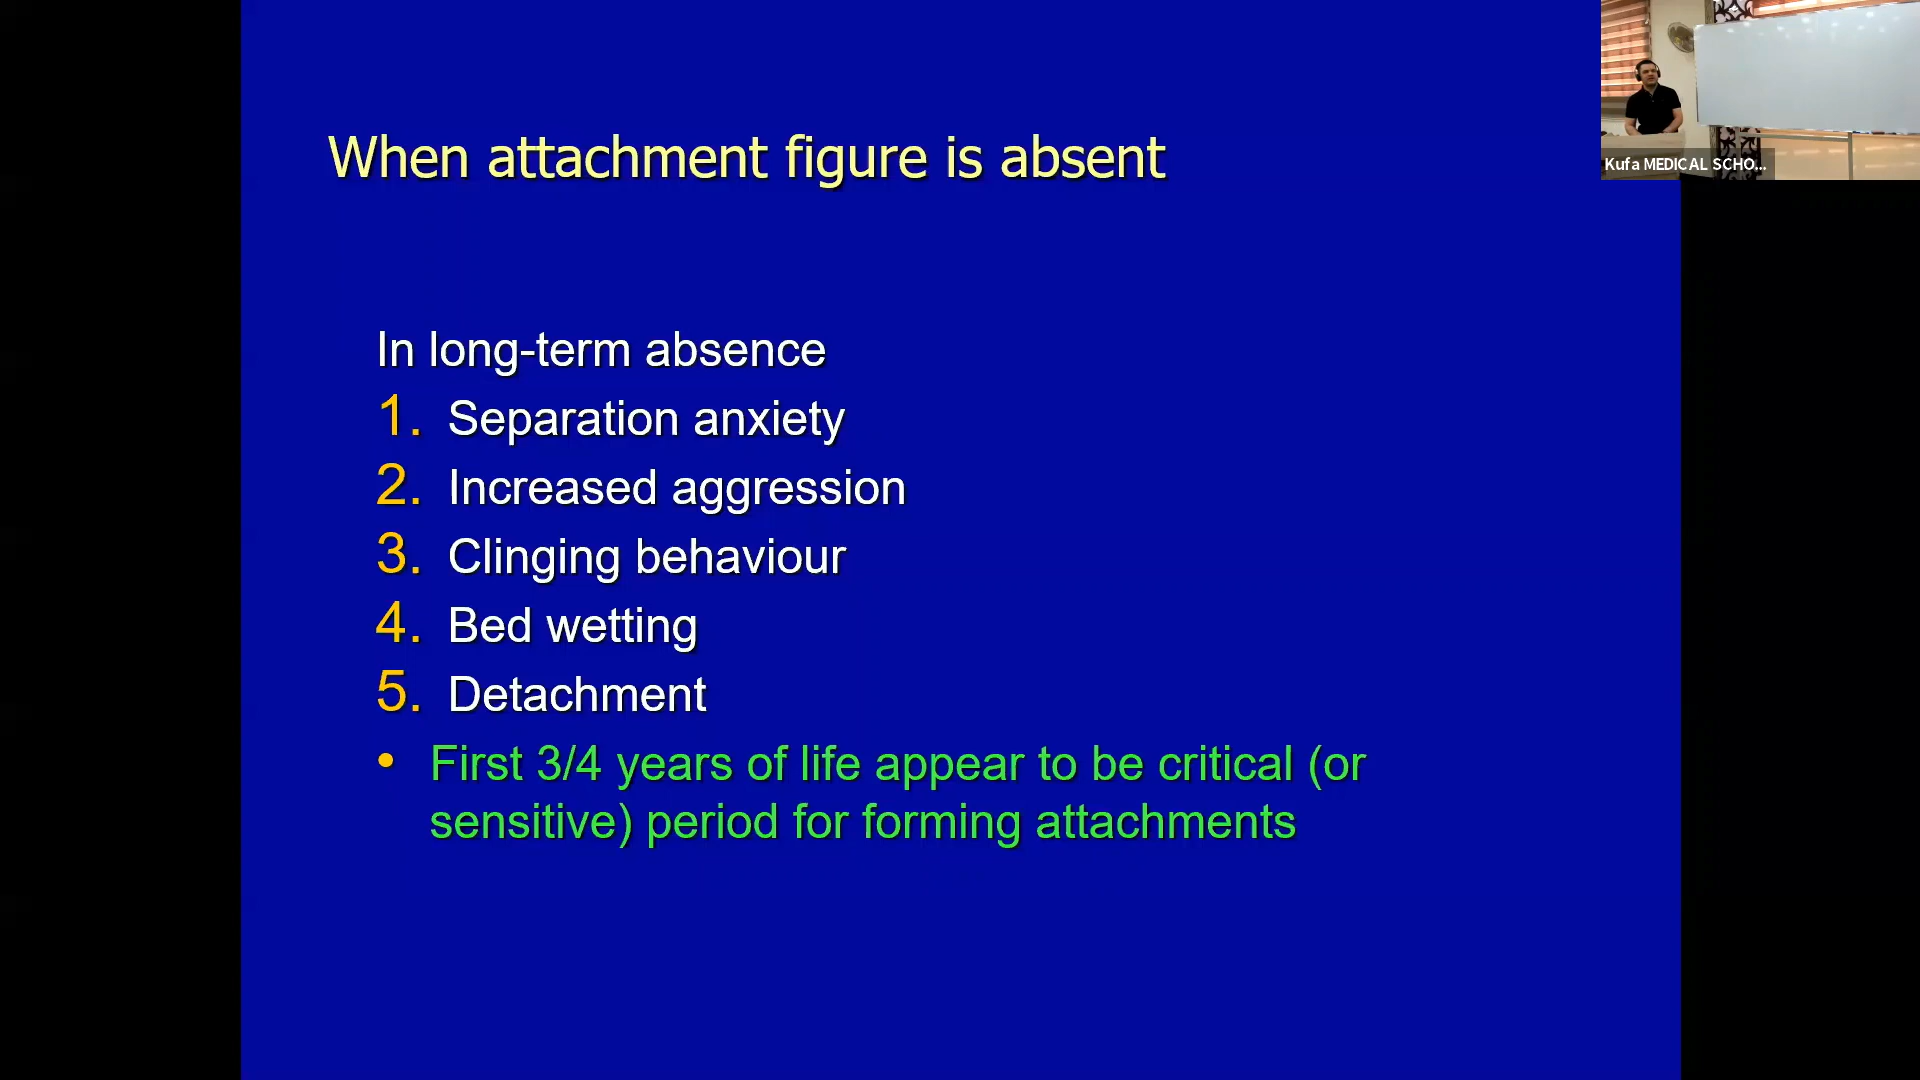 When attachment figure is absent
In long-term absence
1. Separation anxiety
2. Increased aggression
3. Clinging behaviour
4. Bed wetting
5. Detachment
• First 3/4 years of life appear to be critical (or
sensitive) period for forming attachments
Kufa MEDICAL SCHO...